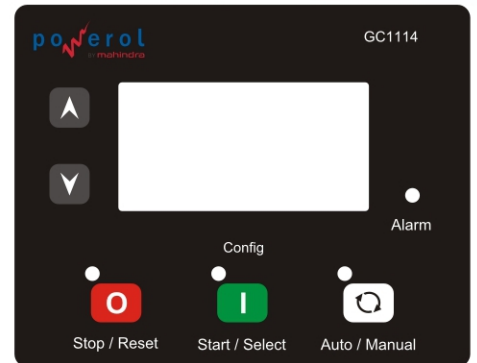 powerol
BY mahindra
GC1114
Alarm
Config
O
I
Stop / Reset
Start / Select
Auto / Manual